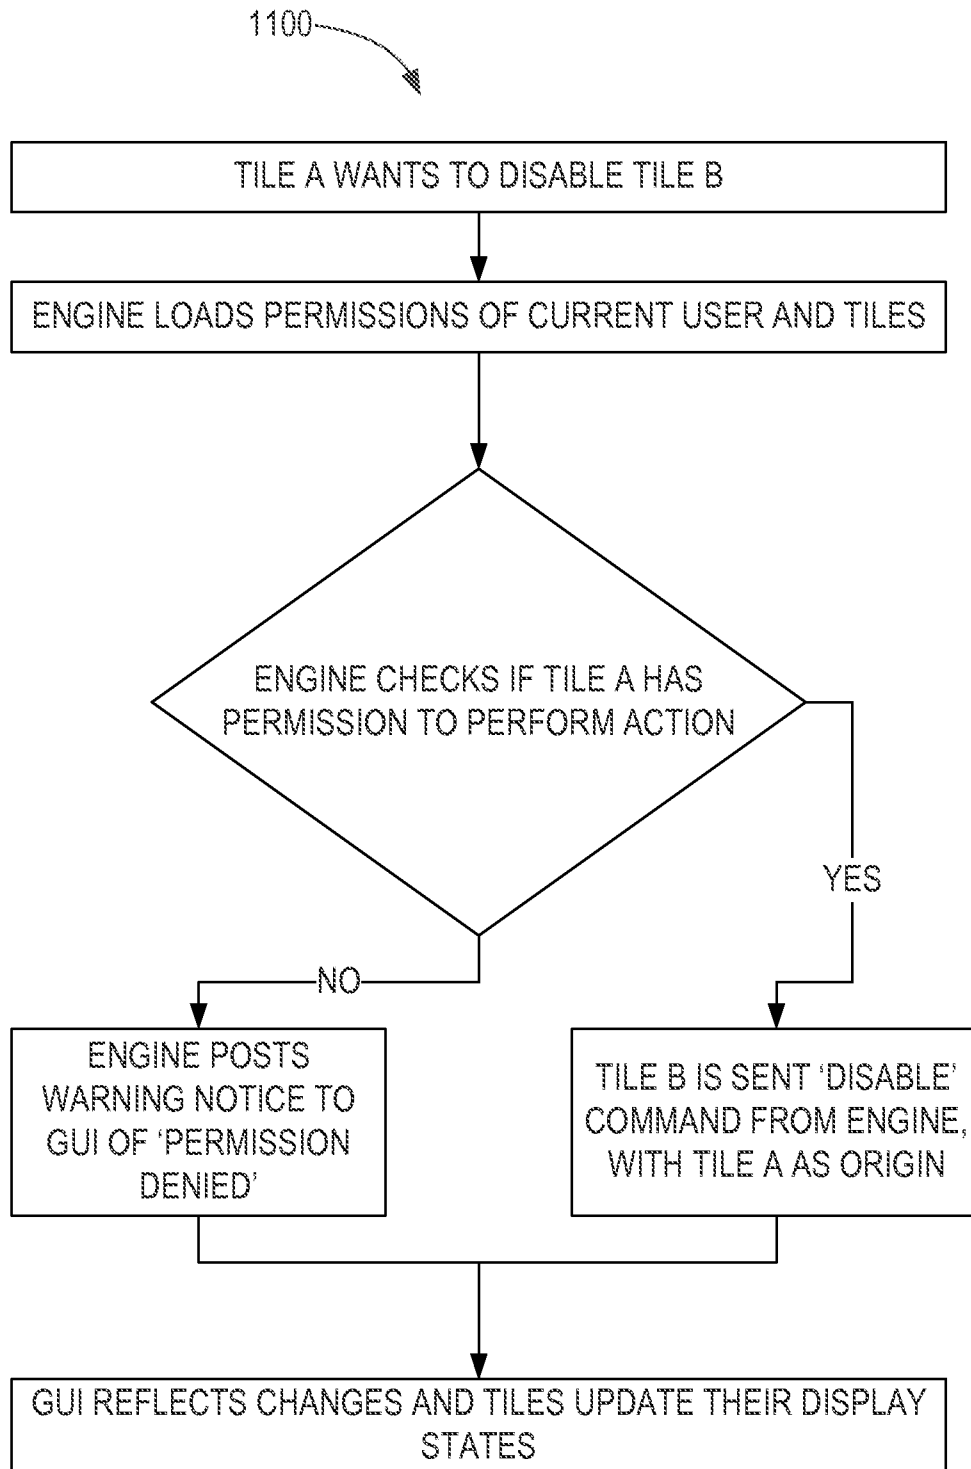 1100
TILE A WANTS TO DISABLE TILE B
ENGINE LOADS PERMISSIONS OF CURRENT USER AND TILES
ENGINE CHECKS IF TILE A HAS
PERMISSION TO PERFORM ACTION
YES
NO
ENGINE POSTS
WARNING NOTICE TO
GUI OF ‘PERMISSION
DENIED’
TILE B IS SENT ‘DISABLE’
COMMAND FROM ENGINE,
WITH TILE A AS ORIGIN
GUI REFLECTS CHANGES AND TILES UPDATE THEIR DISPLAY
STATES